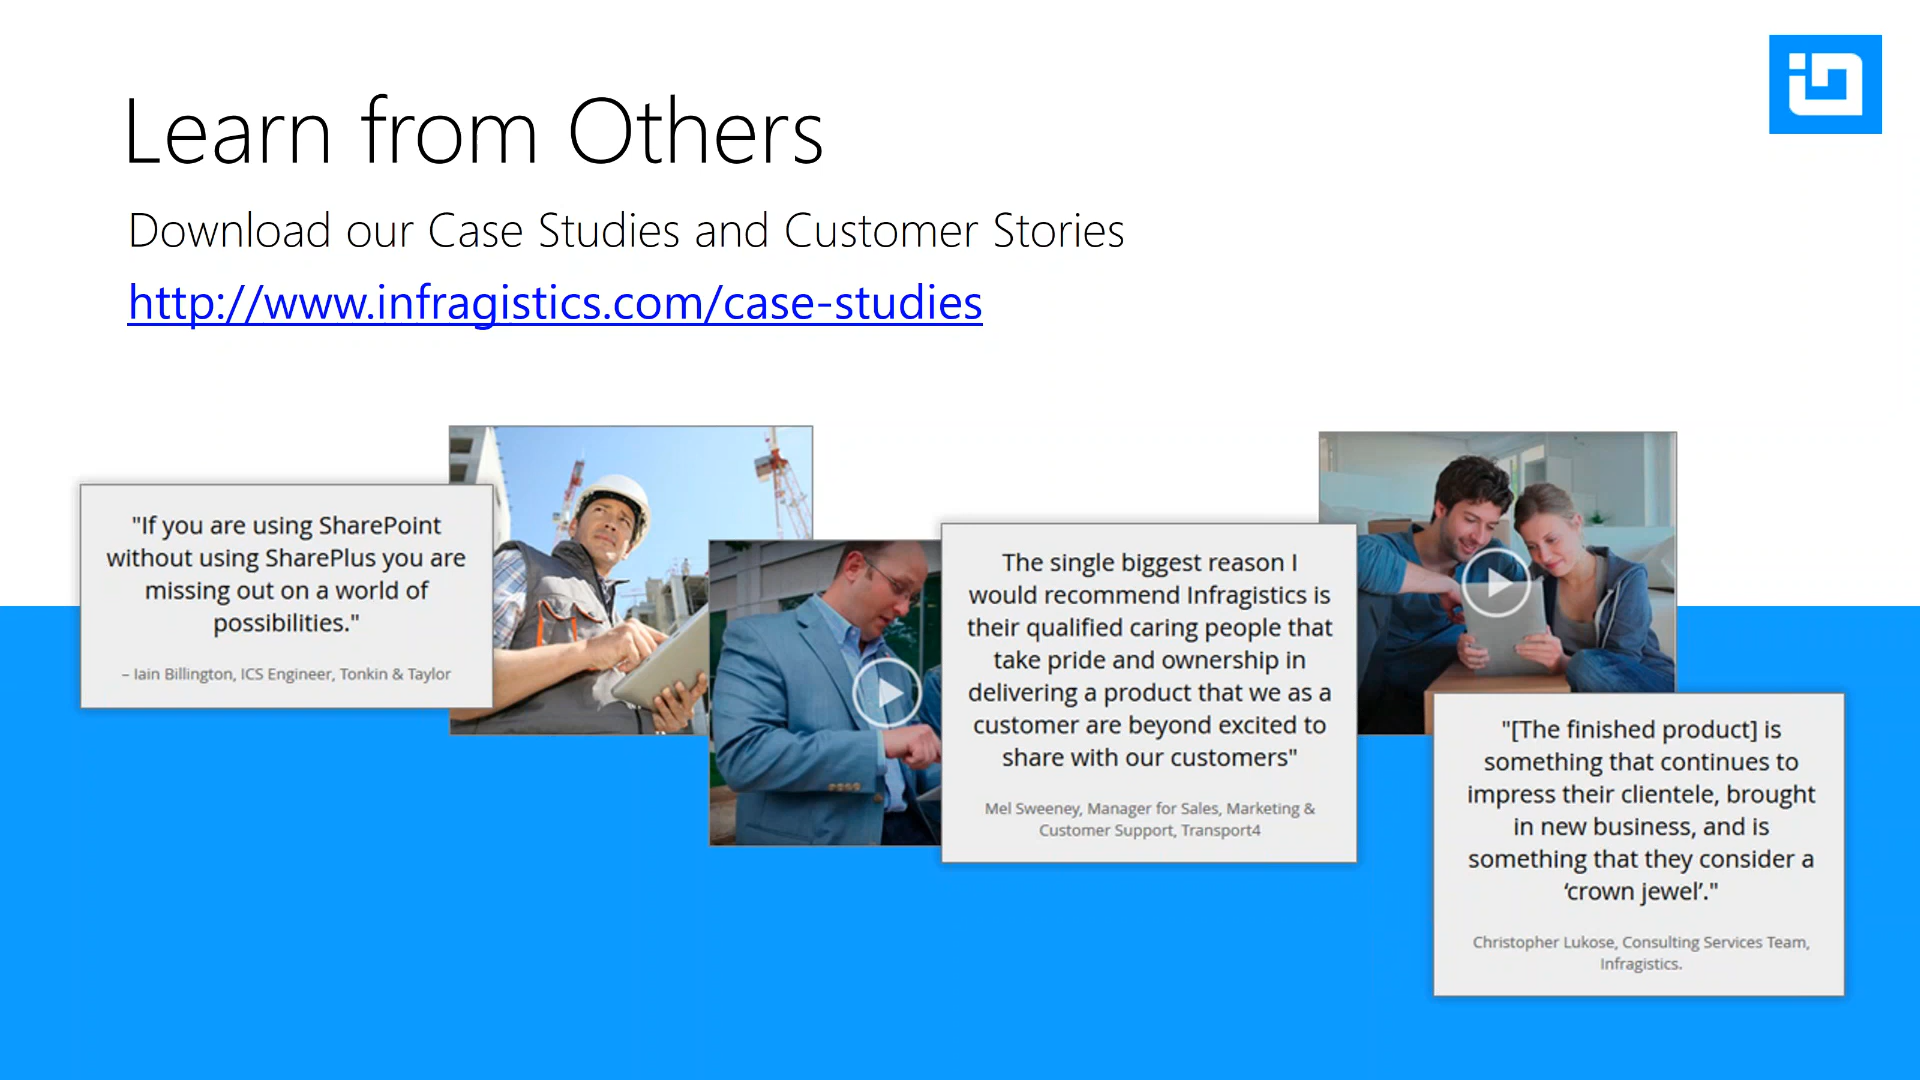 Learn from Others
Download our Case Studies and Customer Stories
http://www.infragistics.com/case-studies
"If you are using SharePoint
without using SharePlus you are
missing out on a world of
possibilities."
– Iain Billington, ICS Engineer, Tonkin & Taylor
The single biggest reason I
would recommend Infragistics is
their qualified caring people that
take pride and ownership in
delivering a product that we as a
customer are beyond excited to
share with our customers"
Mel Sweeney, Manager for Sales, Marketing &
Customer Support, Transport4
"[The finished product] is
something that continues to
impress their clientele, brought
in new business, and is
something that they consider a
‘crown jewel’."
Christopher Lukose, Consulting Services Team,
Infragistics.